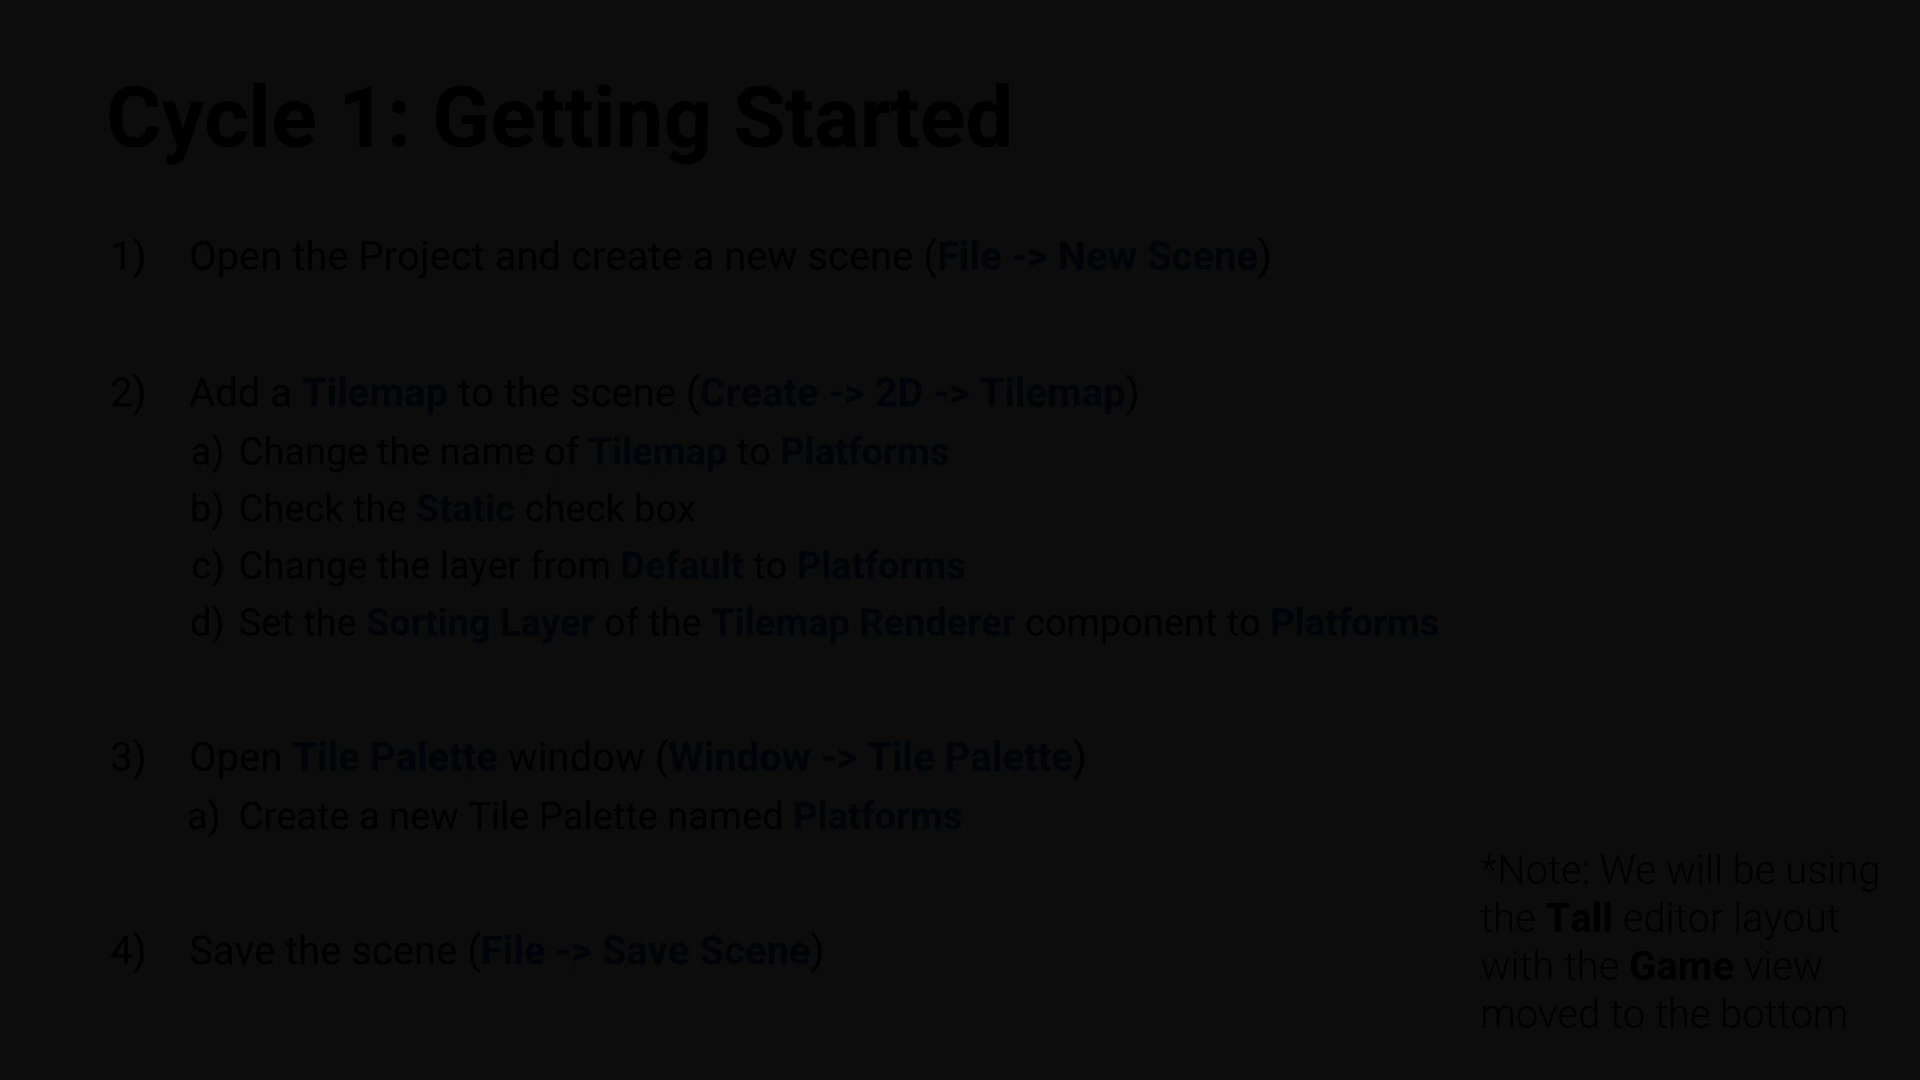 Cycle 1: Getting Started
1) Open the Project and create a new scene (File -> New Scene)
2) Add a Tilemap to the scene (Create -> 2D -> Tilemap)
a) Change the name of Tilemap to Platforms
b) Check the Static check box
c) Change the layer from Default to Platforms
d) Set the Sorting Layer of the Tilemap Renderer component to Platforms
3) Open Tile Palette window (Window -> Tile Palette)
a) Create a new Tile Palette named Platforms
4) Save the scene (File -> Save Scene)
*Note: We will be using
the Tall editor layout
with the Game view
moved to the bottom